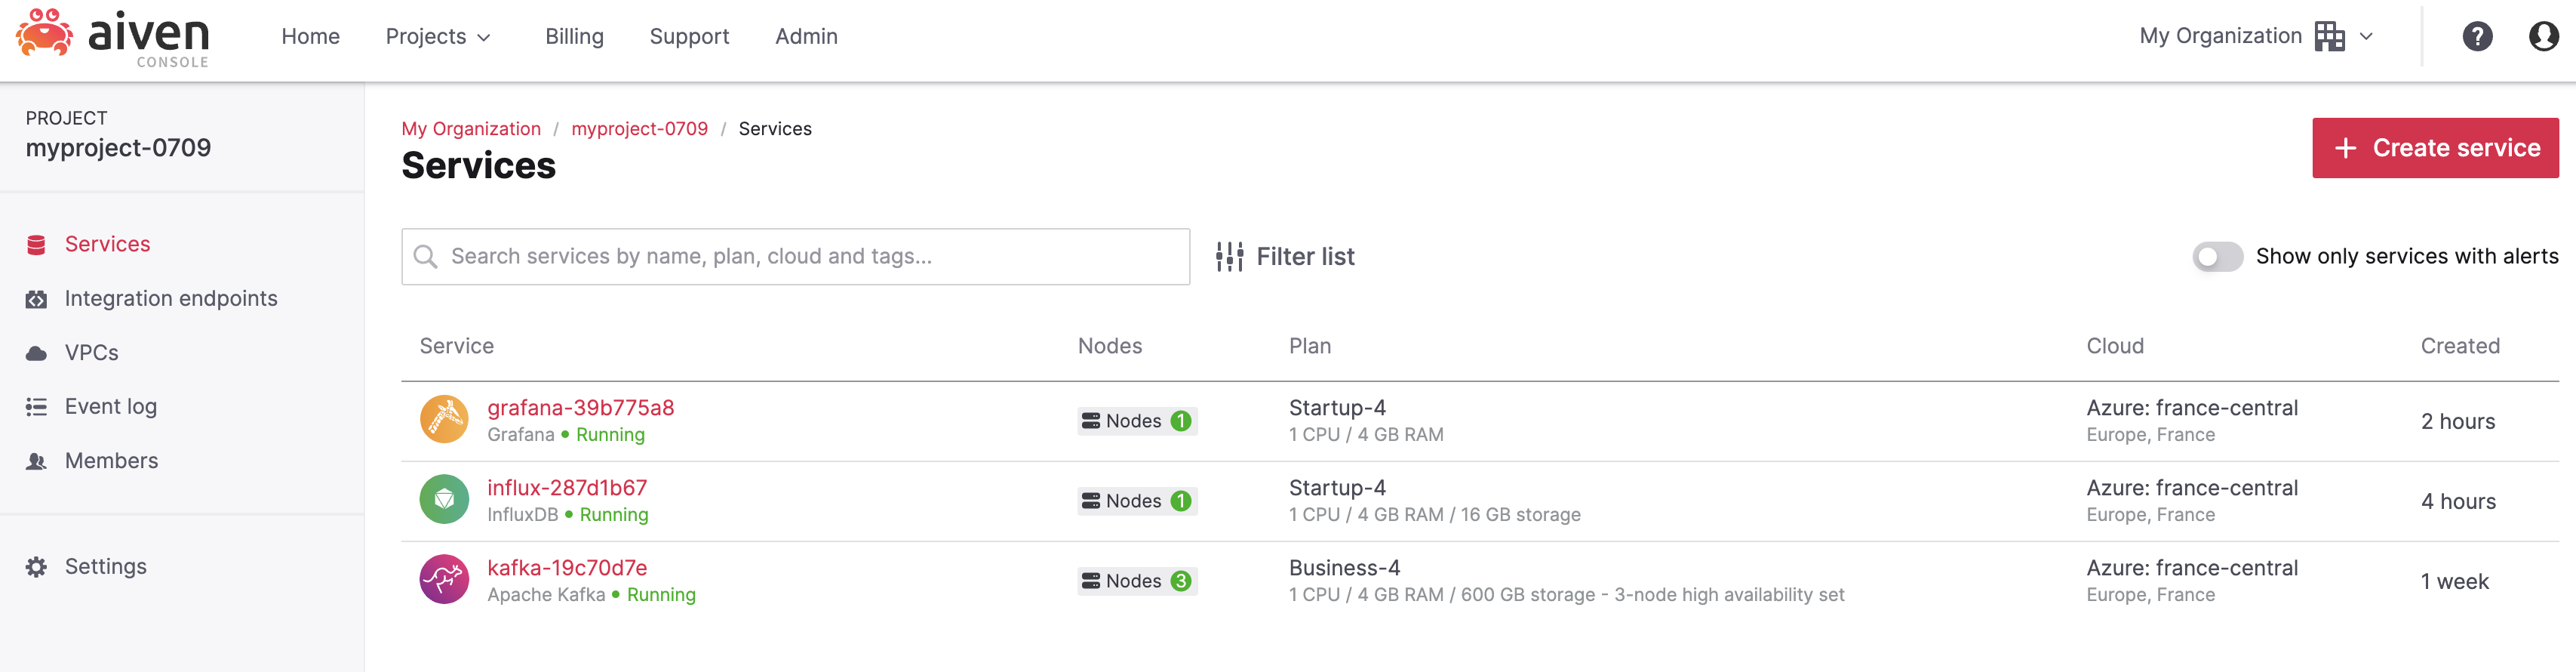 aiven
CONSOLE
Home
Projects
Billing
Support
Admin
My Organization
?
PROJECT
myproject-0709
Services
Integration endpoints
VPCs
Event log
Members
Settings
My Organization / myproject-0709 / Services
Services
+ Create service
Search services by name, plan, cloud and tags...
Filter list
Show only services with alerts
Service Nodes Plan Cloud Created
grafana-39b775a8
Grafana • Running
Nodes 1
Startup-4
1 CPU / 4 GB RAM
Azure: france-central
Europe, France
2 hours
influx-287d1b67
InfluxDB • Running
Nodes 1
Startup-4
1 CPU / 4 GB RAM / 16 GB storage
Azure: france-central
Europe, France
4 hours
kafka-19c70d7e
Apache Kafka • Running
Nodes 3
Business-4
1 CPU / 4 GB RAM / 600 GB storage - 3-node high availability set
Azure: france-central
Europe, France
1 week